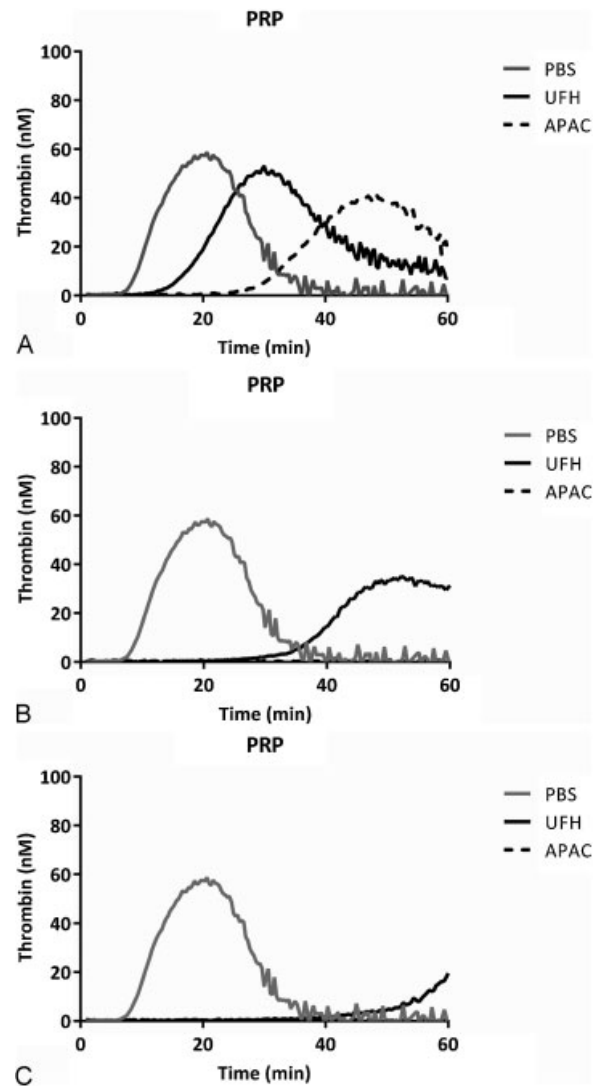 PRP
Thrombin (nM)
100
80
60
40
20
0
0 20 40 60
Time (min)
PBS
UFH
APAC
A
PRP
Thrombin (nM)
100
80
60
40
20
0
0 20 40 60
Time (min)
PBS
UFH
APAC
B
PRP
Thrombin (nM)
100
80
60
40
20
0
0 20 40 60
Time (min)
PBS
UFH
APAC
C